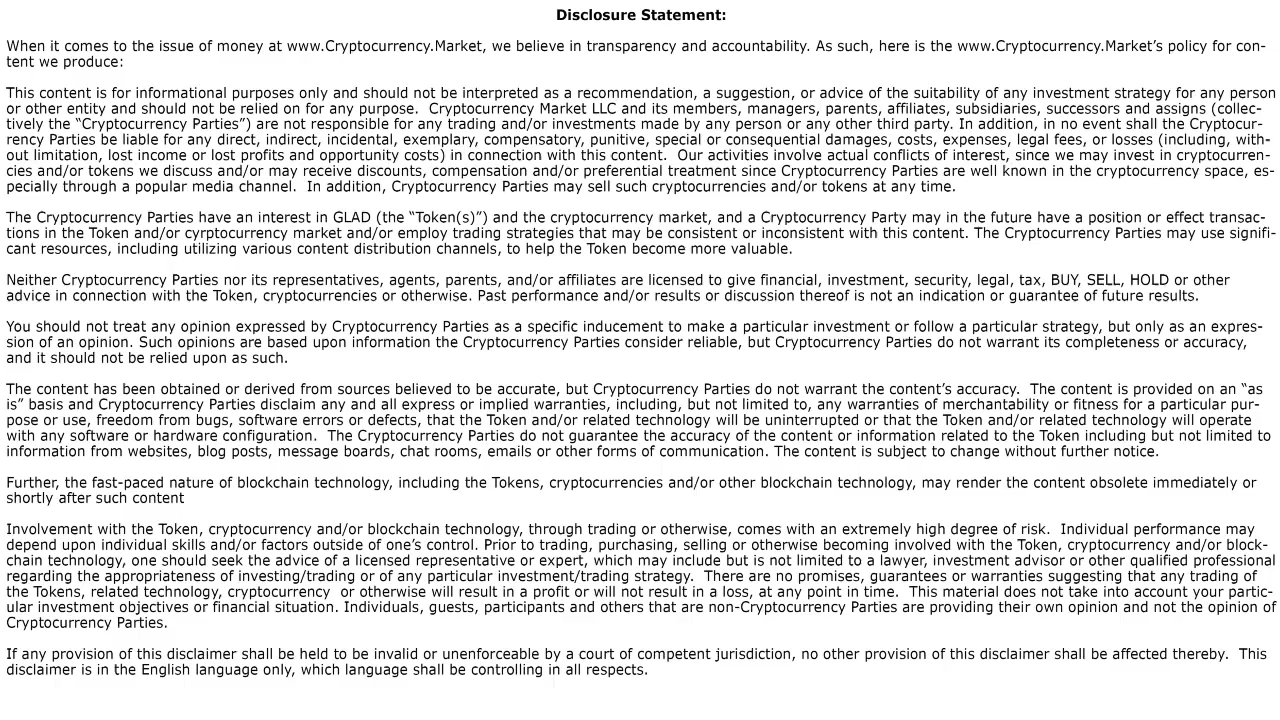 Disclosure Statement:
When it comes to the issue of money at www.Cryptocurrency.Market, we believe in transparency and accountability. As such, here is the www.Cryptocurrency.Market’s policy for con-
tent we produce:
This content is for informational purposes only and should not be interpreted as a recommendation, a suggestion, or advice of the suitability of any investment strategy for any person
or other entity and should not be relied on for any purpose.  Cryptocurrency Market LLC and its members, managers, parents, affiliates, subsidiaries, successors and assigns (collec-
tively the “Cryptocurrency Parties”) are not responsible for any trading and/or investments made by any person or any other third party. In addition, in no event shall the Cryptocur-
rency Parties be liable for any direct, indirect, incidental, exemplary, compensatory, punitive, special or consequential damages, costs, expenses, legal fees, or losses (including, with-
out limitation, lost income or lost profits and opportunity costs) in connection with this content.  Our activities involve actual conflicts of interest, since we may invest in cryptocurren-
cies and/or tokens we discuss and/or may receive discounts, compensation and/or preferential treatment since Cryptocurrency Parties are well known in the cryptocurrency space, es-
pecially through a popular media channel.  In addition, Cryptocurrency Parties may sell such cryptocurrencies and/or tokens at any time.
The Cryptocurrency Parties have an interest in GLAD (the “Token(s)”) and the cryptocurrency market, and a Cryptocurrency Party may in the future have a position or effect transac-
tions in the Token and/or cyrptocurrency market and/or employ trading strategies that may be consistent or inconsistent with this content. The Cryptocurrency Parties may use signifi-
cant resources, including utilizing various content distribution channels, to help the Token become more valuable.
Neither Cryptocurrency Parties nor its representatives, agents, parents, and/or affiliates are licensed to give financial, investment, security, legal, tax, BUY, SELL, HOLD or other
advice in connection with the Token, cryptocurrencies or otherwise. Past performance and/or results or discussion thereof is not an indication or guarantee of future results.
You should not treat any opinion expressed by Cryptocurrency Parties as a specific inducement to make a particular investment or follow a particular strategy, but only as an expres-
sion of an opinion. Such opinions are based upon information the Cryptocurrency Parties consider reliable, but Cryptocurrency Parties do not warrant its completeness or accuracy,
and it should not be relied upon as such.
The content has been obtained or derived from sources believed to be accurate, but Cryptocurrency Parties do not warrant the content’s accuracy.  The content is provided on an “as
is” basis and Cryptocurrency Parties disclaim any and all express or implied warranties, including, but not limited to, any warranties of merchantability or fitness for a particular pur-
pose or use, freedom from bugs, software errors or defects, that the Token and/or related technology will be uninterrupted or that the Token and/or related technology will operate
with any software or hardware configuration.  The Cryptocurrency Parties do not guarantee the accuracy of the content or information related to the Token including but not limited to
information from websites, blog posts, message boards, chat rooms, emails or other forms of communication. The content is subject to change without further notice.
Further, the fast-paced nature of blockchain technology, including the Tokens, cryptocurrencies and/or other blockchain technology, may render the content obsolete immediately or
shortly after such content
Involvement with the Token, cryptocurrency and/or blockchain technology, through trading or otherwise, comes with an extremely high degree of risk.  Individual performance may
depend upon individual skills and/or factors outside of one’s control. Prior to trading, purchasing, selling or otherwise becoming involved with the Token, cryptocurrency and/or block-
chain technology, one should seek the advice of a licensed representative or expert, which may include but is not limited to a lawyer, investment advisor or other qualified professional
regarding the appropriateness of investing/trading or of any particular investment/trading strategy.  There are no promises, guarantees or warranties suggesting that any trading of
the Tokens, related technology, cryptocurrency  or otherwise will result in a profit or will not result in a loss, at any point in time.  This material does not take into account your partic-
ular investment objectives or financial situation. Individuals, guests, participants and others that are non-Cryptocurrency Parties are providing their own opinion and not the opinion of
Cryptocurrency Parties.
If any provision of this disclaimer shall be held to be invalid or unenforceable by a court of competent jurisdiction, no other provision of this disclaimer shall be affected thereby.  This
disclaimer is in the English language only, which language shall be controlling in all respects.